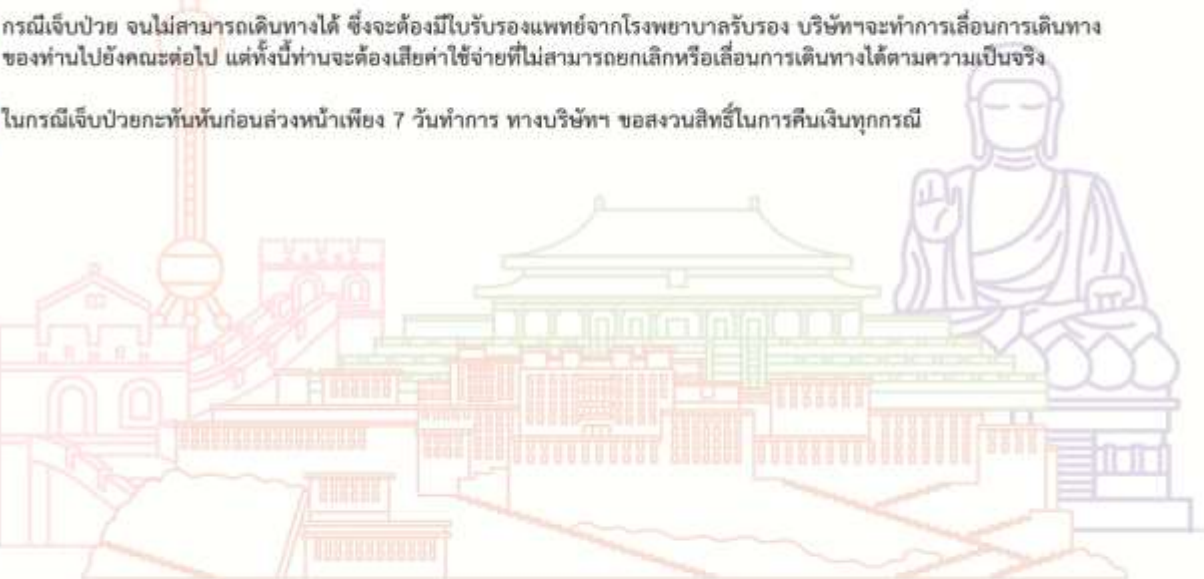 กรณีเจ็บป่วย จนไม่สามารถเดินทางได้ ซึ่งจะต้องมีใบรับรองแพทย์จากโรงพยาบาลรับรอง บริษัทฯจะทำการเลื่อนการเดินทาง
ของท่านไปยังคณะต่อไป แต่ทั้งนี้ท่านจะต้องเสียค่าใช้จ่ายที่ไม่สามารถยกเลิกหรือเลื่อนการเดินทางได้ตามความเป็นจริง
ในกรณีเจ็บป่วยกะทันหันก่อนล่วงหน้าเพียง 7 วันทำการ ทางบริษัทฯ ขอสงวนสิทธิ์ในการคืนเงินทุกกรณี